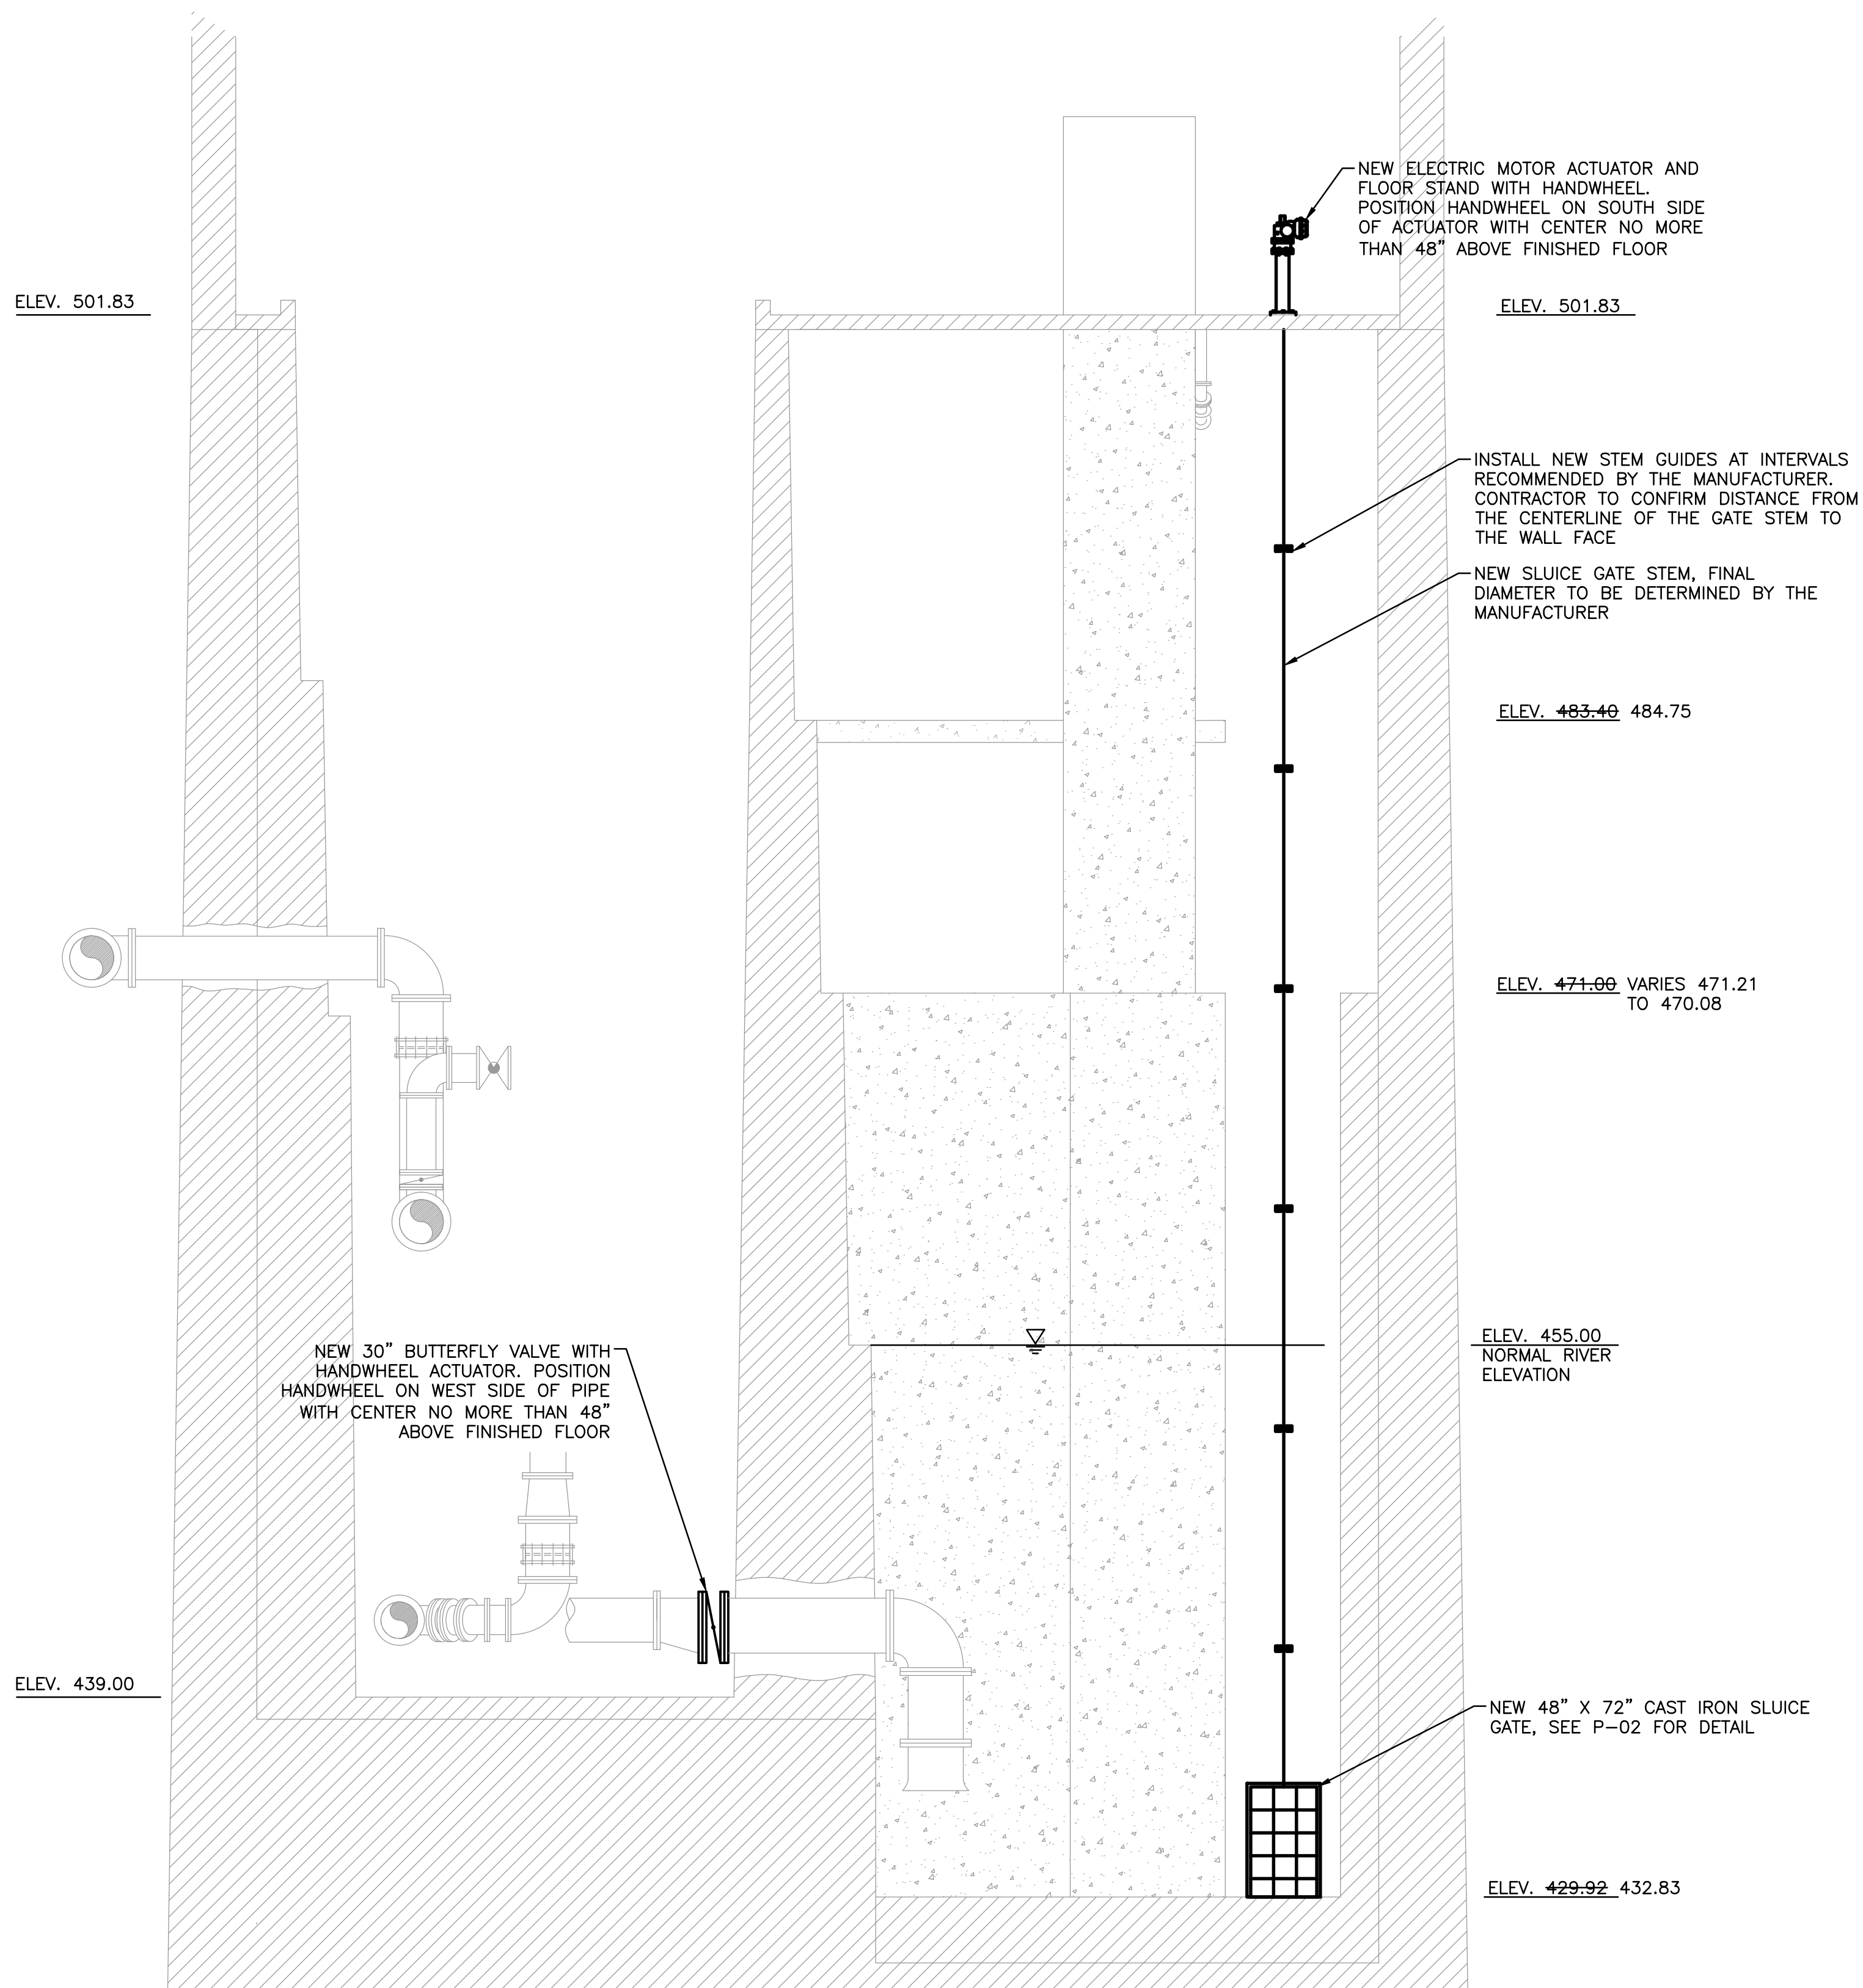 NEW ELECTRIC MOTOR ACTUATOR AND
FLOOR STAND WITH HANDWHEEL.
POSITION HANDWHEEL ON SOUTH SIDE
OF ACTUATOR WITH CENTER NO MORE
THAN 48" ABOVE FINISHED FLOOR
ELEV. 501.83
ELEV. 501.83
INSTALL NEW STEM GUIDES AT INTERVALS
RECOMMENDED BY THE MANUFACTURER.
CONTRACTOR TO CONFIRM DISTANCE FROM
THE CENTERLINE OF THE GATE STEM TO
THE WALL FACE
NEW SLUICE GATE STEM, FINAL
DIAMETER TO BE DETERMINED BY THE
MANUFACTURER
ELEV. 483.40 484.75
ELEV. 471.00 VARIES 471.21
TO 470.08
ELEV. 455.00
NORMAL RIVER
ELEVATION
NEW 30" BUTTERFLY VALVE WITH
HANDWHEEL ACTUATOR. POSITION
HANDWHEEL ON WEST SIDE OF PIPE
WITH CENTER NO MORE THAN 48"
ABOVE FINISHED FLOOR
ELEV. 439.00
NEW 48" X 72" CAST IRON SLUICE
GATE, SEE P-02 FOR DETAIL
ELEV. 429.92 432.83